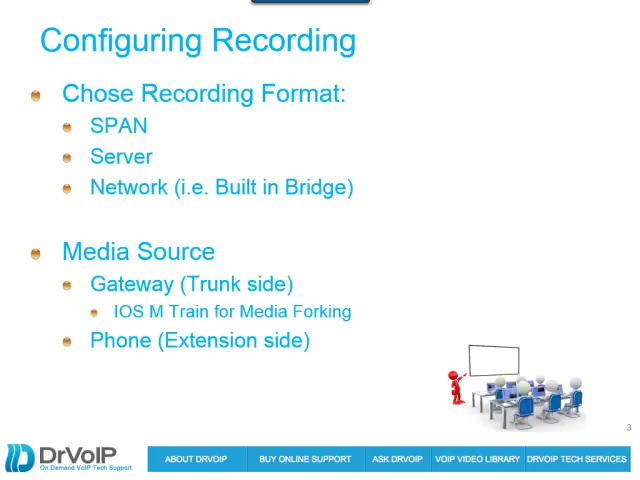 Configuring Recording
Chose Recording Format:
SPAN
Server
Network (i.e. Built in Bridge)
Media Source
Gateway (Trunk side)
IOS M Train for Media Forking
Phone (Extension side)
3
DrVoIP
On Demand VoIP Tech Support
ABOUT DRVOIP
BUY ONLINE SUPPORT
ASK DRVOIP
VOIP VIDEO LIBRARY
DRVOIP TECH SERVICES